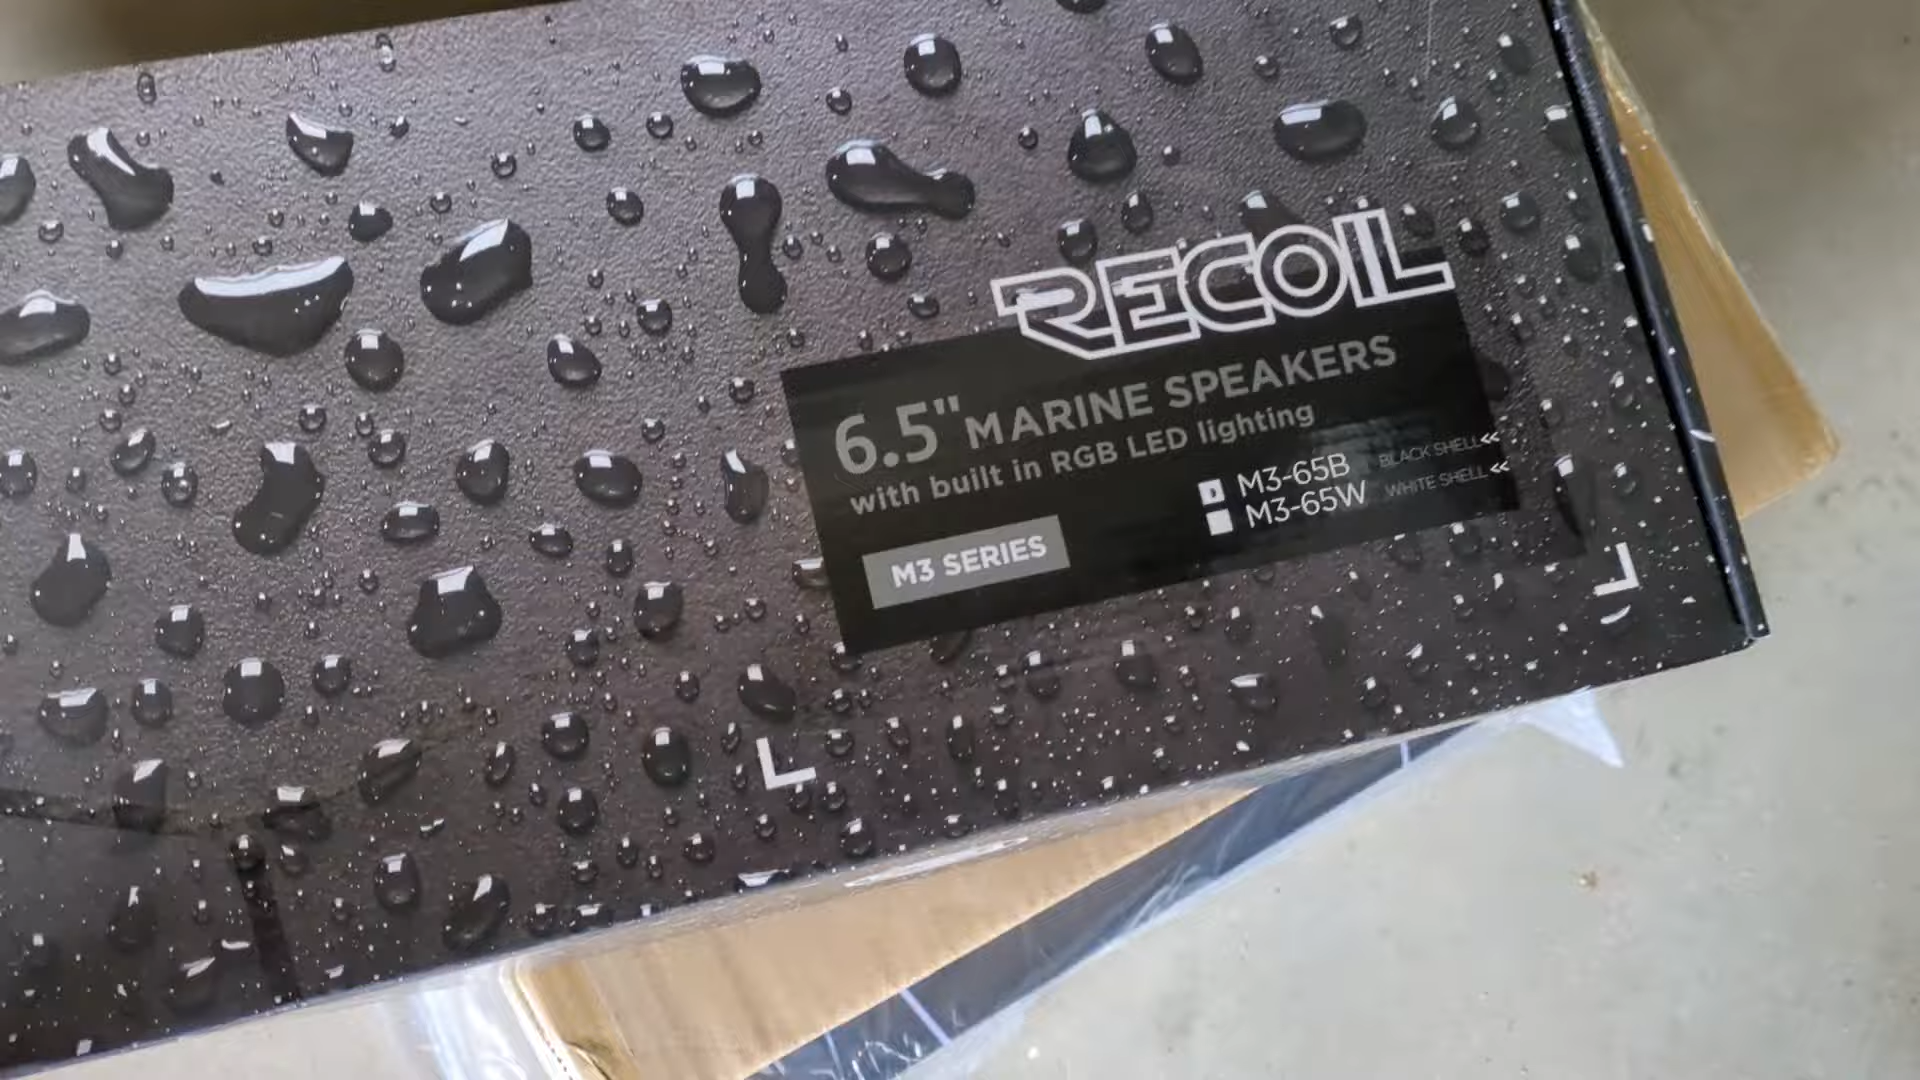 RECOIL
6.5" MARINE SPEAKERS
with built in RGB LED lighting
M3-65B BLACK SHELL<<
M3-65W WHITE SHELL<<
M3 SERIES